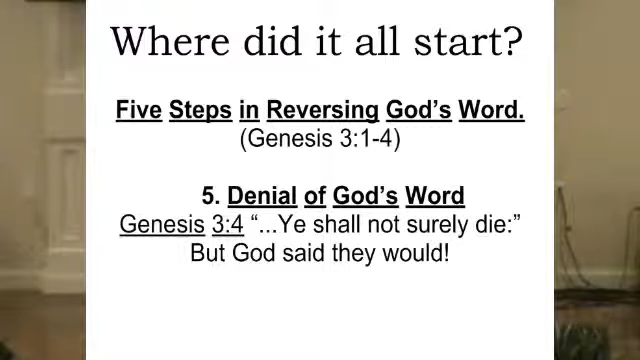 Where did it all start?
Five Steps in Reversing God's Word.
(Genesis 3:1-4)
5. Denial of God's Word
Genesis 3:4 “...Ye shall not surely die:”
But God said they would!